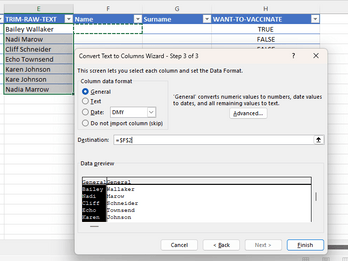 E F G H
TRIM-RAW-TEXT Name Surname WANT-TO-VACCINATE
Bailey Wallaker TRUE
Nadi Marow FALSE
Cliff Schneider
Echo Townsend
Karen Johnson
Kare Johnson
Nadia Marrow
Convert Text to Columns Wizard - Step 3 of 3
This screen lets you select each column and set the Data Format.
Column data format
General
Text
Date: DMY
Do not import column (skip)
'General' converts numeric values to numbers, date values to dates, and all remaining values to text.
Advanced...
Destination: =$F$2
Data preview
General General
Bailey Wallaker
Nadi Marow
Cliff Schneider
Echo Townsend
Karen Johnson
Cancel < Back Next > Finish